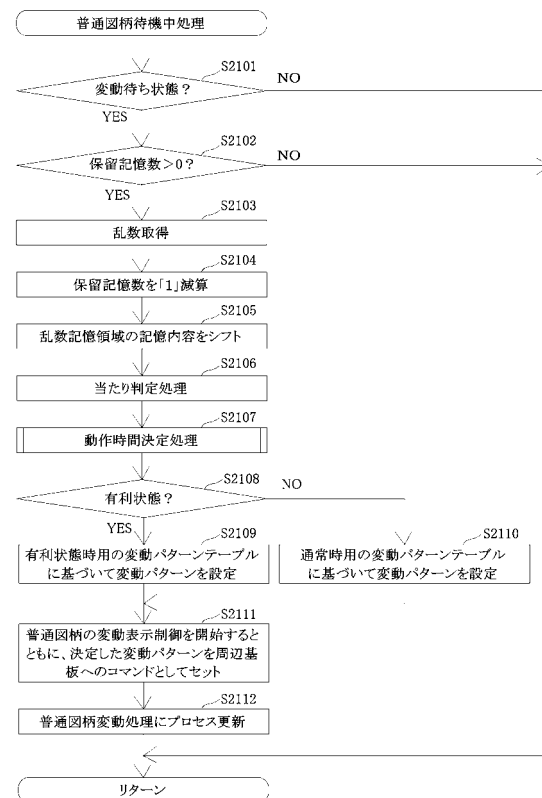 普通図柄待機中処理
S2101
変動待ち状態?
NO
YES
S2102
保留記憶数>0?
NO
YES
S2103
乱数取得
S2104
保留記憶数を「1」減算
S2105
乱数記憶領域の記憶内容をシフト
S2106
当たり判定処理
S2107
動作時間決定処理
S2108
有利状態?
NO
YES
S2109
有利状態時用の変動パターンテーブル
に基づいて変動パターンを設定
S2110
通常時用の変動パターンテーブル
に基づいて変動パターンを設定
S2111
普通図柄の変動表示制御を開始すると
ともに、決定した変動パターンを周辺基
板へのコマンドとしてセット
S2112
普通図柄変動処理にプロセス更新
リターン